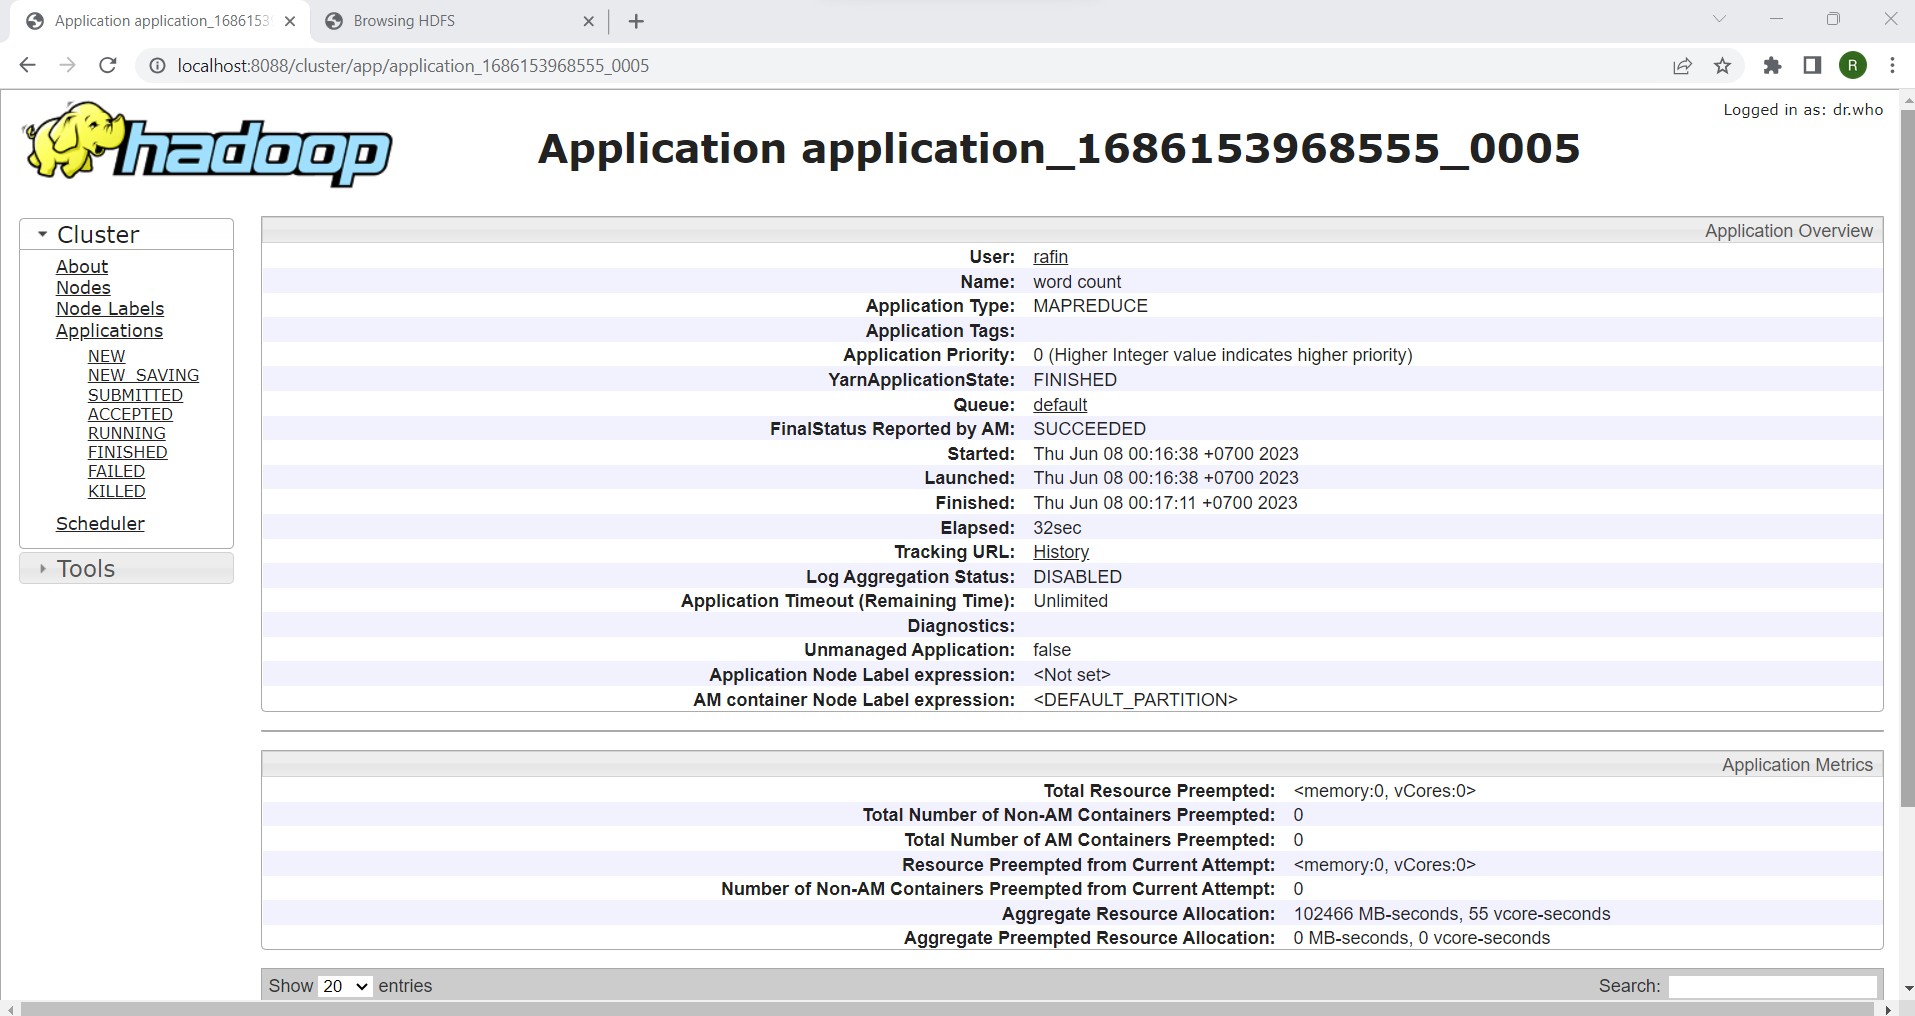 Application application_1686153
Browsing HDFS
localhost:8088/cluster/app/application_1686153968555_0005
R
Logged in as: dr.who
hadoop
Application application_1686153968555_0005
Cluster
About
Nodes
Node Labels
Applications
NEW
NEW_SAVING
SUBMITTED
ACCEPTED
RUNNING
FINISHED
FAILED
KILLED
Scheduler
Tools
Application Overview
User: rafin
Name: word count
Application Type: MAPREDUCE
Application Tags:
Application Priority: 0 (Higher Integer value indicates higher priority)
YarnApplicationState: FINISHED
Queue: default
FinalStatus Reported by AM: SUCCEEDED
Started: Thu Jun 08 00:16:38 +0700 2023
Launched: Thu Jun 08 00:16:38 +0700 2023
Finished: Thu Jun 08 00:17:11 +0700 2023
Elapsed: 32sec
Tracking URL: History
Log Aggregation Status: DISABLED
Application Timeout (Remaining Time): Unlimited
Diagnostics:
Unmanaged Application: false
Application Node Label expression: <Not set>
AM container Node Label expression: <DEFAULT_PARTITION>
Application Metrics
Total Resource Preempted: <memory:0, vCores:0>
Total Number of Non-AM Containers Preempted: 0
Total Number of AM Containers Preempted: 0
Resource Preempted from Current Attempt: <memory:0, vCores:0>
Number of Non-AM Containers Preempted from Current Attempt: 0
Aggregate Resource Allocation: 102466 MB-seconds, 55 vcore-seconds
Aggregate Preempted Resource Allocation: 0 MB-seconds, 0 vcore-seconds
Show 20 entries
Search: